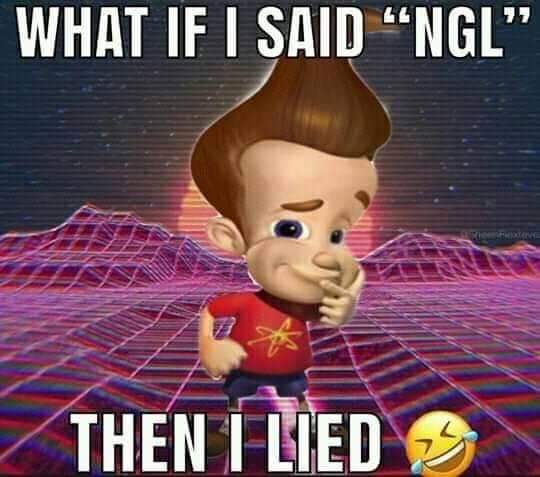 WHAT IF I SAID “NGL”
THEN I LIED 🤣